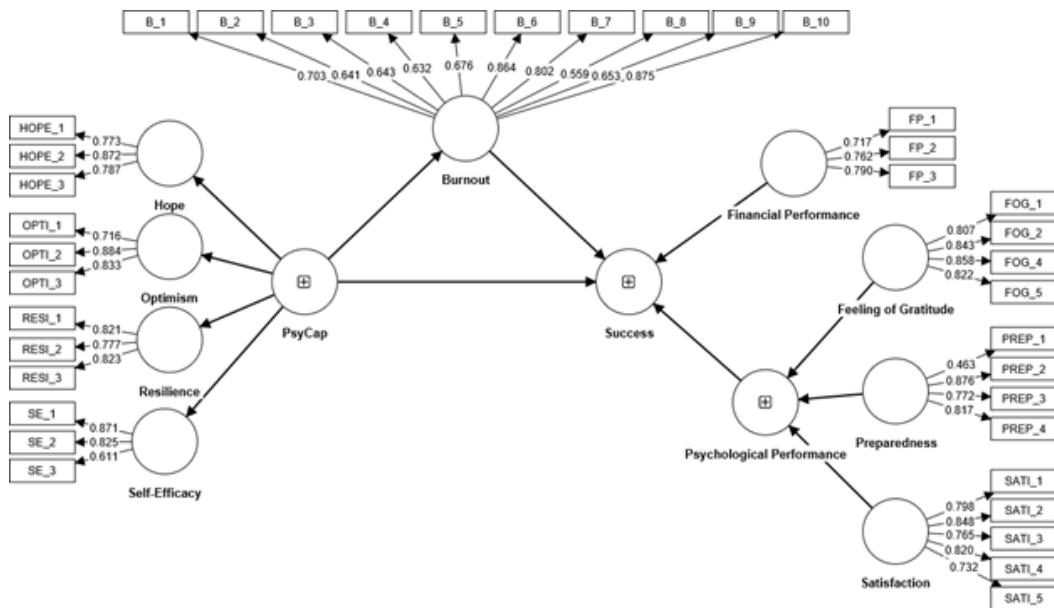 B_1 B_2 B_3 B_4 B_5 B_6 B_7 B_8 B_9 B_10
0.703 0.641 0.643 0.632 0.676 0.864 0.802 0.559 0.653 0.875
Burnout
HOPE_1
HOPE_2
HOPE_3
0.773
0.872
0.787
Hope
OPTI_1
OPTI_2
OPTI_3
0.716
0.884
0.833
Optimism
RESI_1
RESI_2
RESI_3
0.821
0.777
0.823
Resilience
SE_1
SE_2
SE_3
0.871
0.825
0.611
Self-Efficacy
PsyCap
Success
FP_1
FP_2
FP_3
0.717
0.762
0.790
Financial Performance
FOG_1
FOG_2
FOG_4
FOG_5
0.807
0.843
0.858
0.822
Feeling of Gratitude
PREP_1
PREP_2
PREP_3
PREP_4
0.463
0.876
0.772
0.817
Preparedness
Psychological Performance
SATI_1
SATI_2
SATI_3
SATI_4
SATI_5
0.798
0.848
0.765
0.820
0.732
Satisfaction